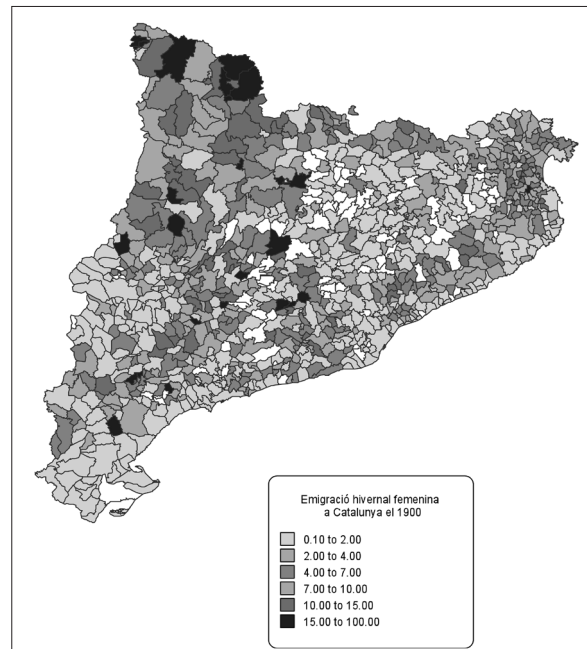 Emigració hivernal femenina
a Catalunya el 1900
0.10 to 2.00
2.00 to 4.00
4.00 to 7.00
7.00 to 10.00
10.00 to 15.00
15.00 to 100.00